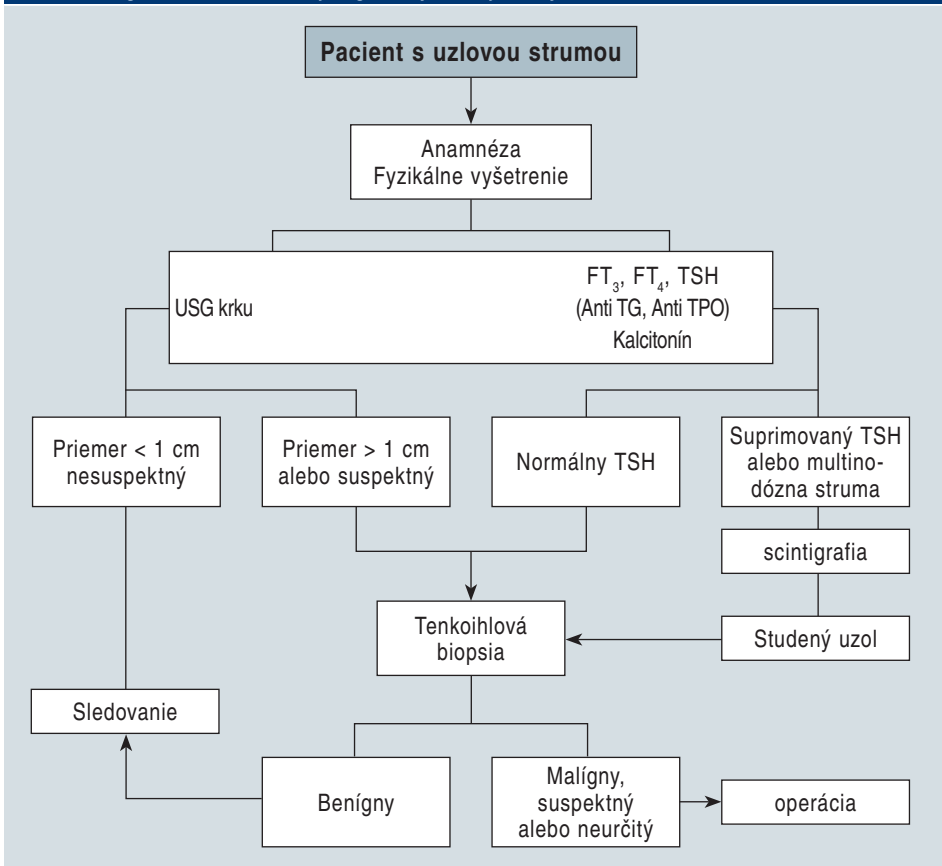 Pacient s uzlovou strumou
Anamnéza
Fyzikálne vyšetrenie
USG krku
FT3, FT4, TSH
(Anti TG, Anti TPO)
Kalcitonín
Priemer < 1 cm
nesuspektný
Priemer > 1 cm
alebo suspektný
Normálny TSH
Suprimovaný TSH
alebo multino-
dózna struma
scintigrafia
Studený uzol
Tenkoihlová
biopsia
Sledovanie
Benígny
Malígny,
suspektný
alebo neurčitý
operácia